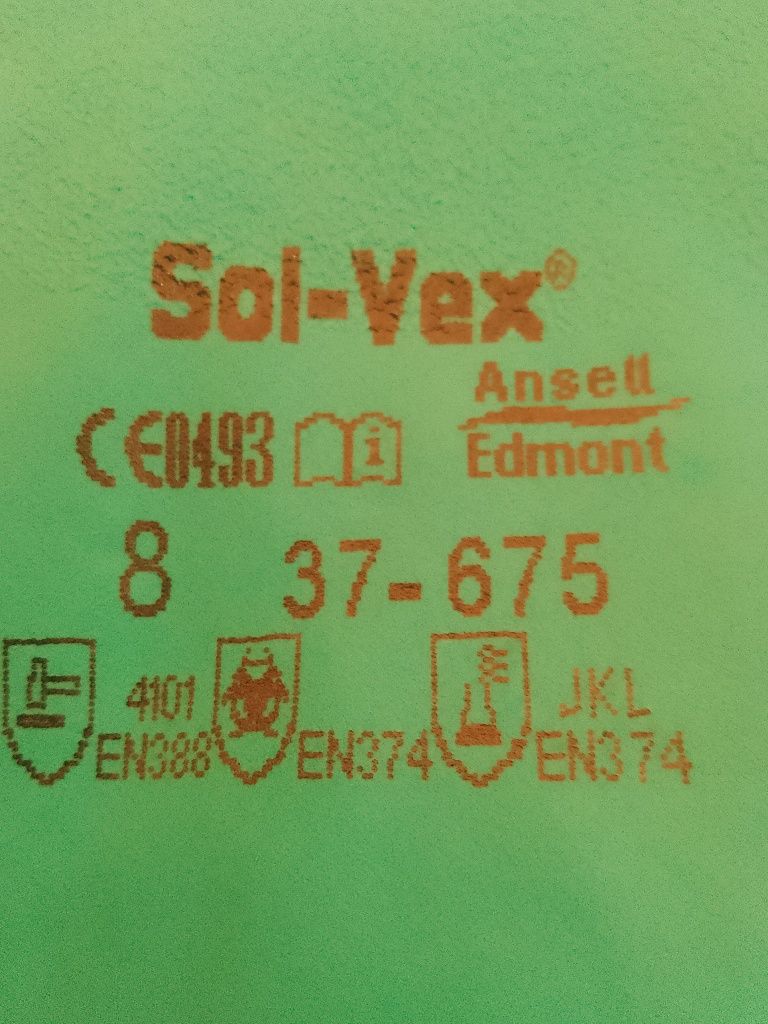 Sol-Vex®
Ansell
Edmont
CE0493 i
8 37-675
4101 JKL
EN388 EN374 EN374